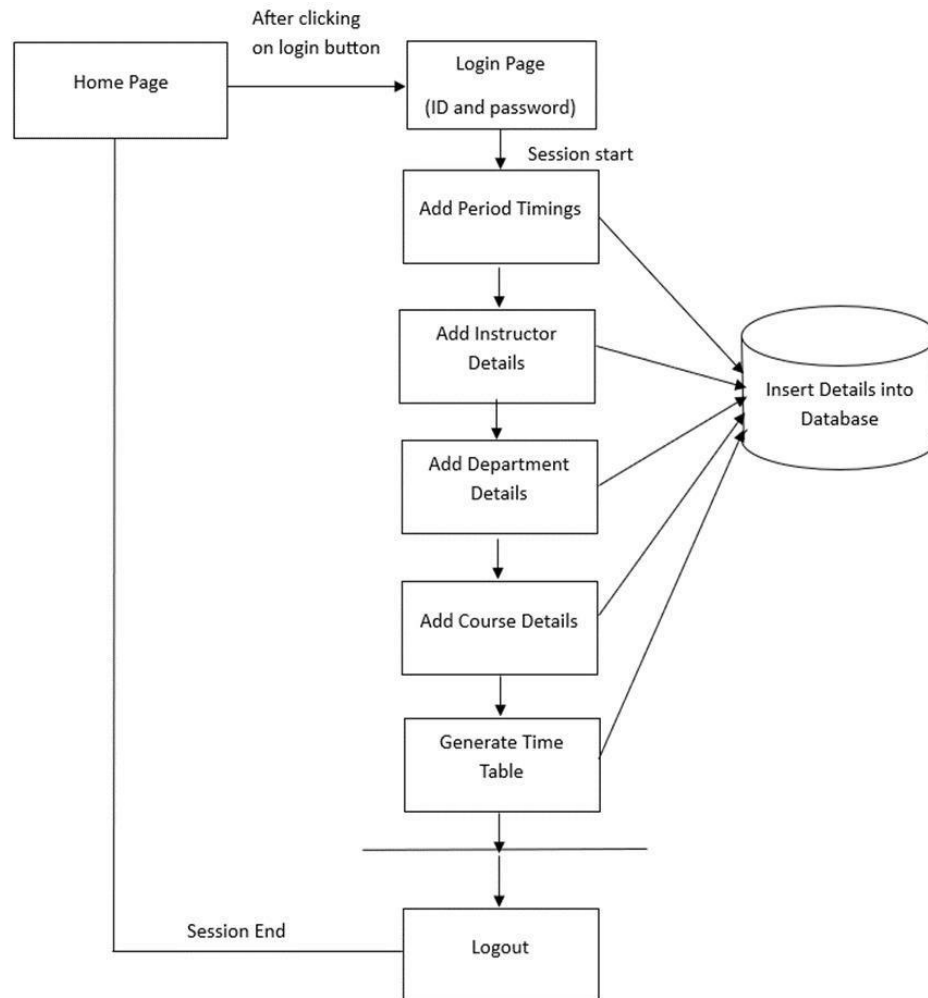 After clicking
on login button
Home Page
Login Page
(ID and password)
Session start
Add Period Timings
Add Instructor
Details
Insert Details into
Database
Add Department
Details
Add Course Details
Generate Time
Table
Session End
Logout